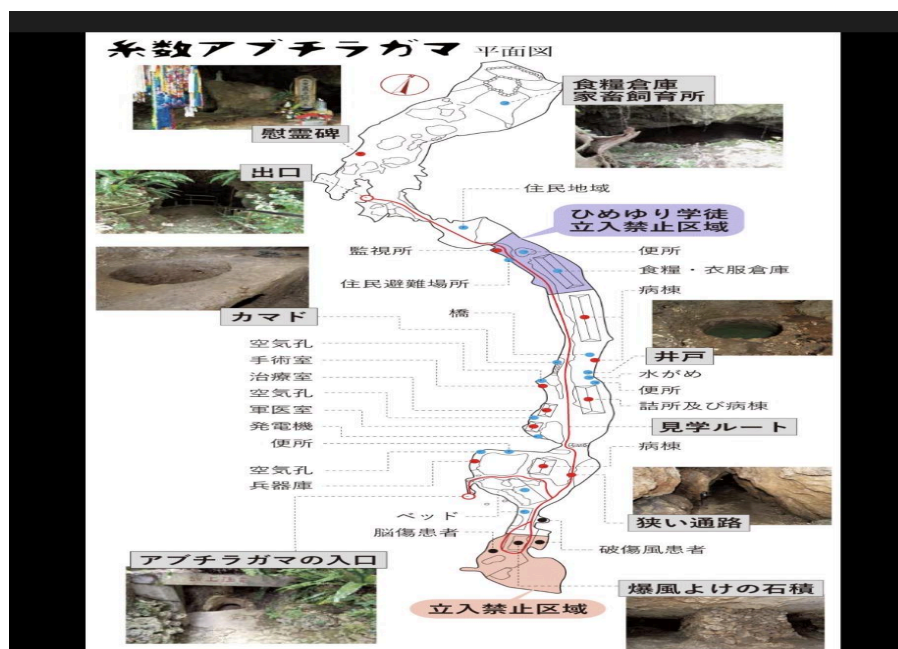 糸数アブチラガマ 平面図
食糧倉庫
家畜飼育所
慰霊碑
出口
住民地域
ひめゆり学徒
立入禁止区域
監視所
便所
住民避難場所
食糧・衣服倉庫
病棟
橋
カマド
空気孔
井戸
手術室
水がめ
治療室
便所
空気孔
詰所及び病棟
軍医室
発電機
見学ルート
便所
病棟
空気孔
兵器庫
ベッド
狭い通路
脳傷患者
破傷風患者
アブチラガマの入口
爆風よけの石積
立入禁止区域